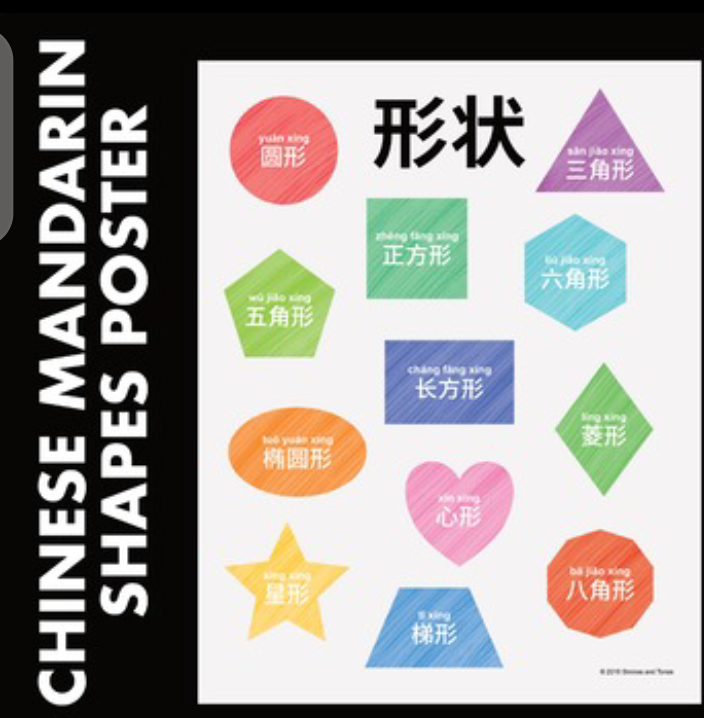 CHINESE MANDARIN
SHAPES POSTER
形状
yuán xíng
圆形
sān jiǎo xíng
三角形
zhèng fāng xíng
正方形
liù jiǎo xíng
六角形
wǔ jiǎo xíng
五角形
cháng fāng xíng
长方形
líng xíng
菱形
tuǒ yuán xíng
椭圆形
xīn xíng
心形
xīng xíng
星形
bā jiǎo xíng
八角形
tī xíng
梯形